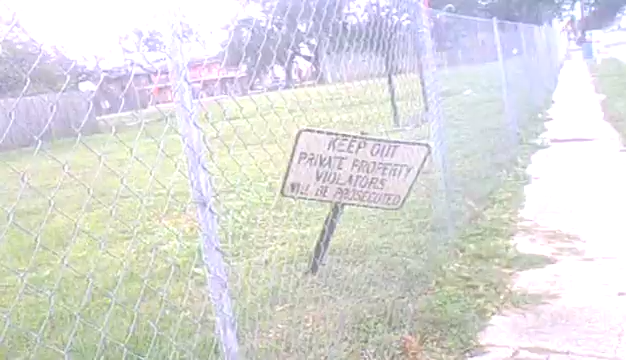 KEEP OUT
PRIVATE PROPERTY
VIOLATORS
WILL BE PROSECUTED